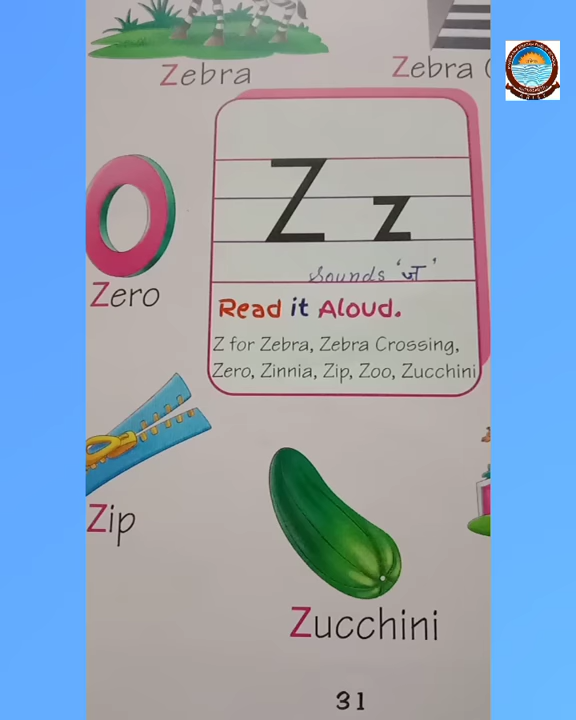 Zebra
Zebra C
Z z
sounds 'ज'
Zero
Read it Aloud.
Z for Zebra, Zebra Crossing,
Zero, Zinnia, Zip, Zoo, Zucchini
Zip
Zucchini
31